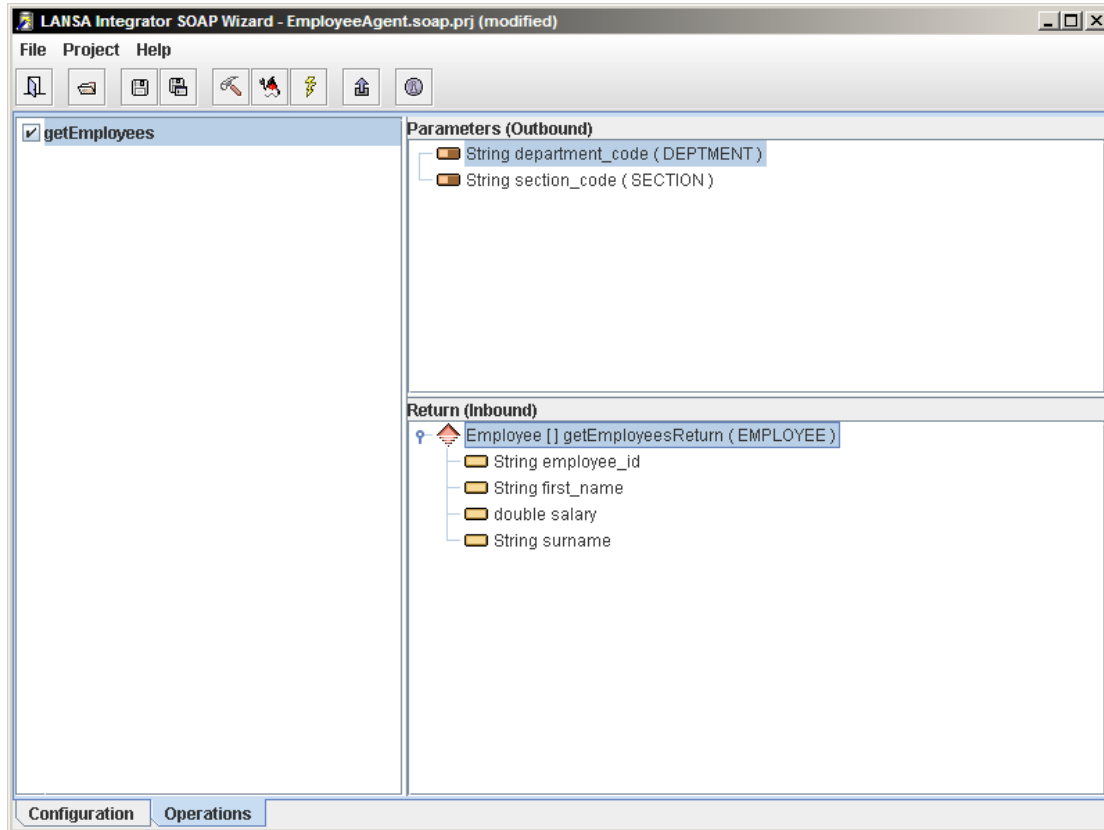 LANSA Integrator SOAP Wizard - EmployeeAgent.soap.prj (modified)
File Project Help
getEmployees
Parameters (Outbound)
String department_code ( DEPTMENT )
String section_code ( SECTION )
Return (Inbound)
Employee [ ] getEmployeesReturn ( EMPLOYEE )
String employee_id
String first_name
double salary
String surname
Configuration Operations